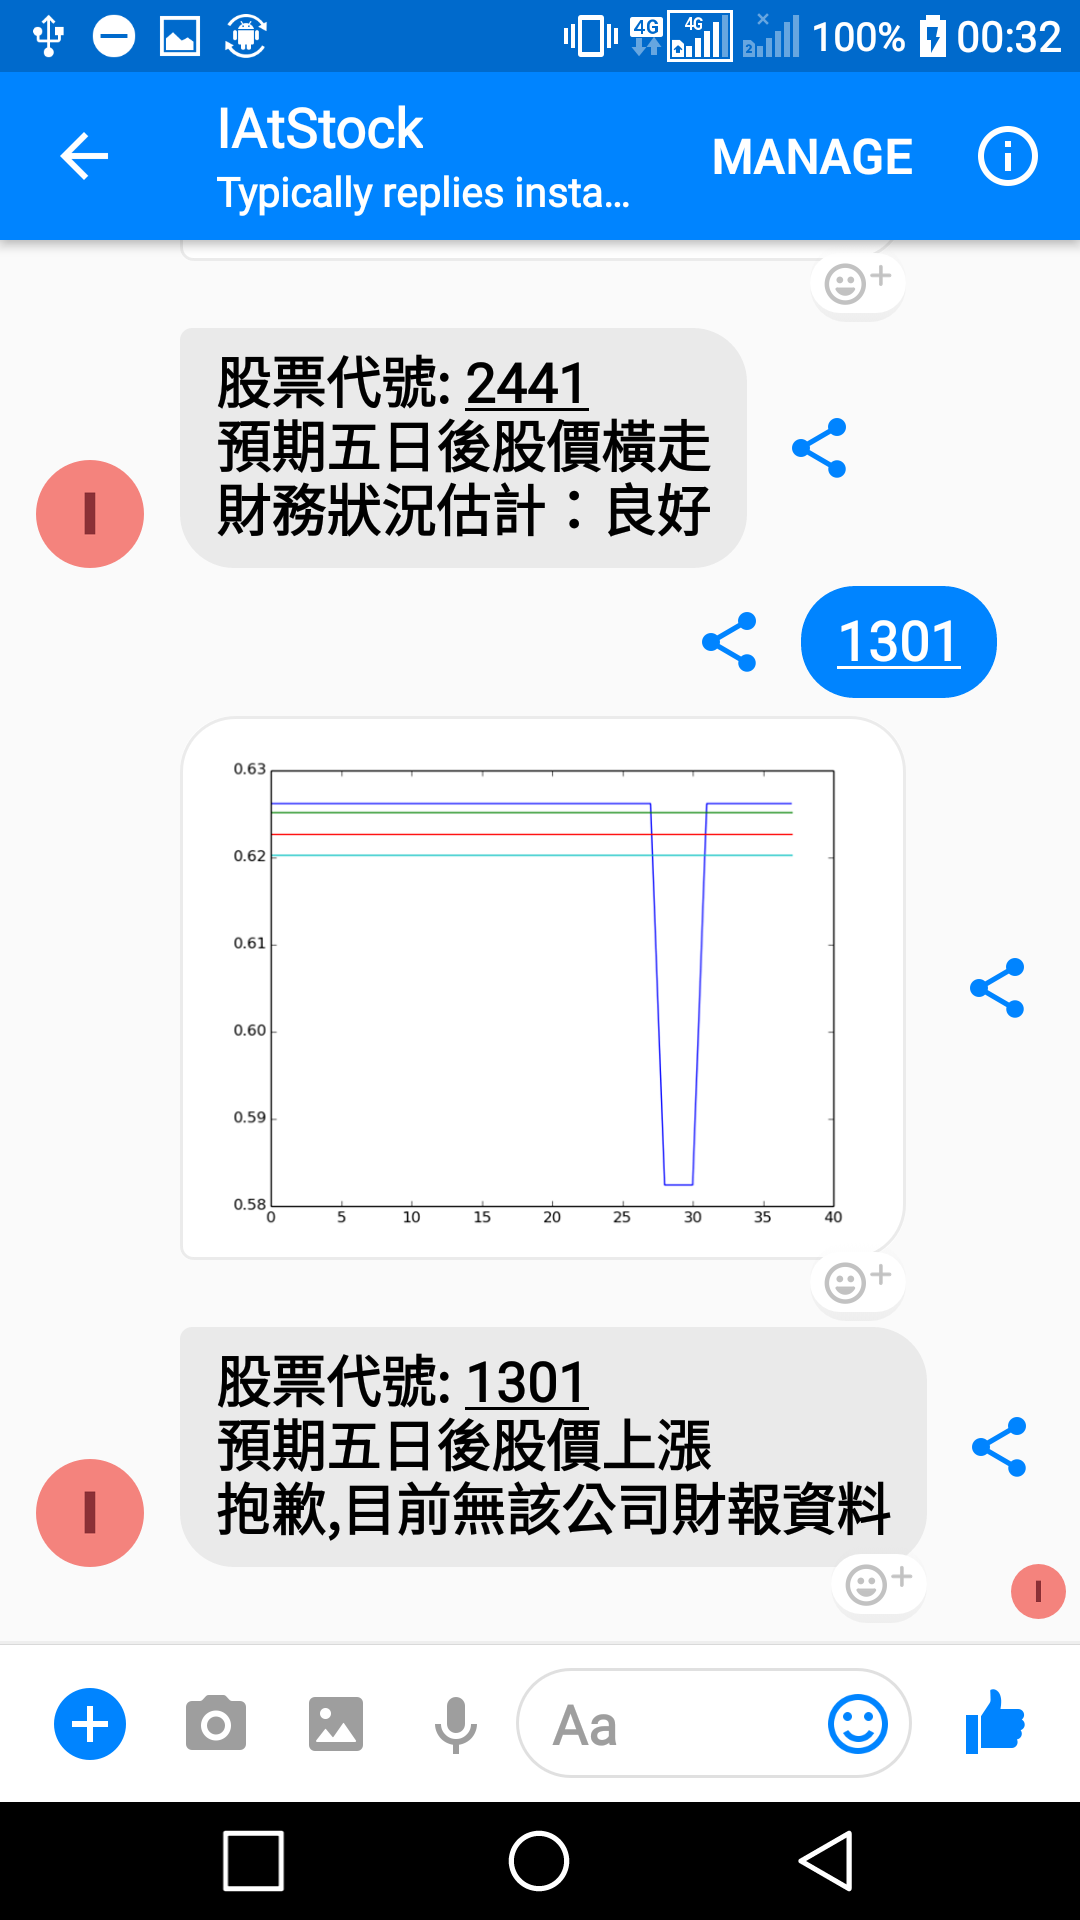 4G
4G
2
100%
00:32
IAtStock
MANAGE
Typically replies insta...
股票代號: 2441
預期五日後股價橫走
財務狀況估計：良好
I
1301
0.63
0.62
0.61
0.60
0.59
0.58
0 5 10 15 20 25 30 35 40
股票代號: 1301
預期五日後股價上漲
抱歉,目前無該公司財報資料
I
I
Aa